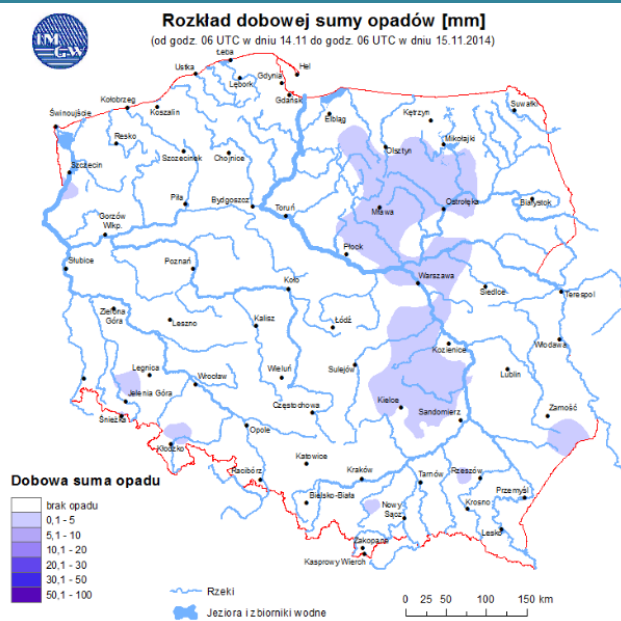 Rozkład dobowej sumy opadów [mm]
(od godz. 06 UTC w dniu 14.11 do godz. 06 UTC w dniu 15.11.2014)
IM
GW
Łeba
Hel
Ustka
Gdynia
Lębork
Kołobrzeg
Gdańsk
Suwałki
Świnoujście
Koszalin
Elbląg
Kętrzyn
Resko
Mikołajki
Szczecinek
Chojnice
Olsztyn
Szczecin
Piła
Bydgoszcz
Toruń
Mława
Ostrołęka
Białystok
Gorzów
Wlkp.
Płock
Słubice
Poznań
Koło
Warszawa
Siedlce
Terespol
Zielona
Góra
Leszno
Kalisz
Łódź
Kozienice
Włodawa
Legnica
Wrocław
Wieluń
Sulejów
Lublin
Jelenia Góra
Kielce
Częstochowa
Sandomierz
Zamość
Śnieżka
Opole
Kłodzko
Katowice
Racibórz
Kraków
Tarnów
Rzeszów
Bielsko-Biała
Nowy
Sącz
Krosno
Przemyśl
Lesko
Zakopane
Kasprowy Wierch
Dobowa suma opadu
brak opadu
0,1 - 5
5,1 - 10
10,1 - 20
20,1 - 30
30,1 - 50
50,1 - 100
Rzeki
Jeziora i zbiorniki wodne
0 25 50 100 150 km